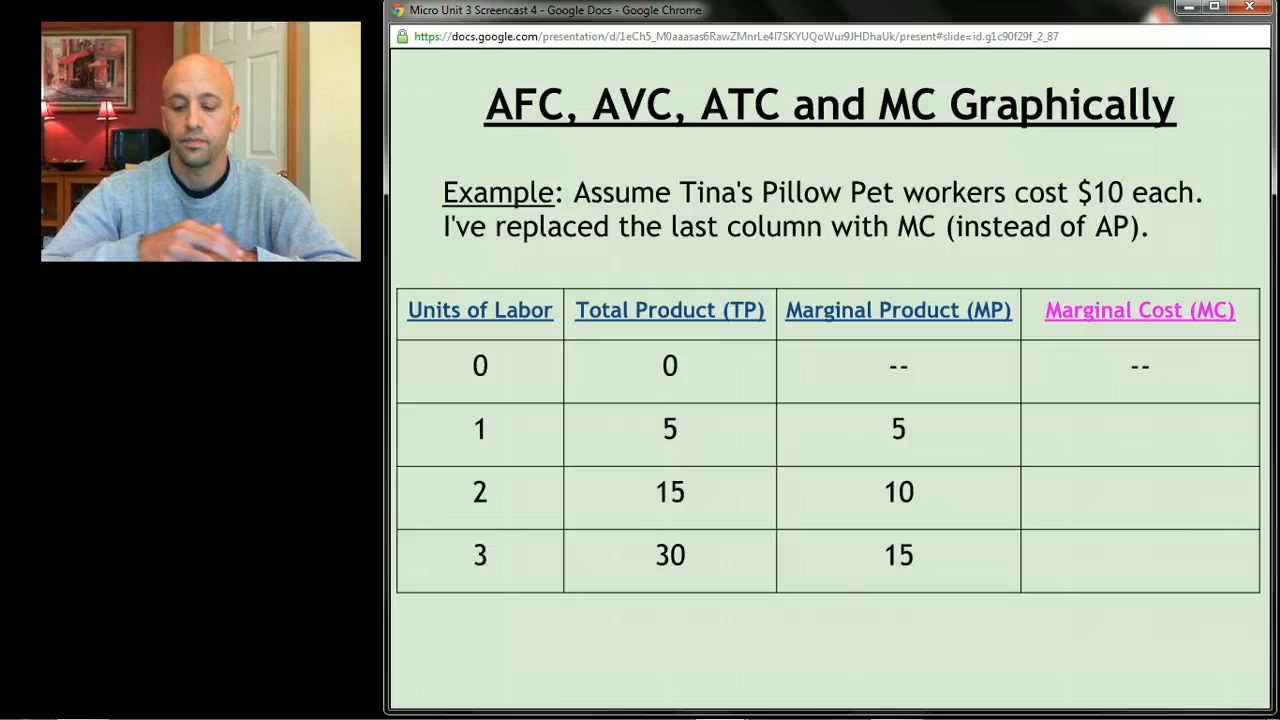 Micro Unit 3 Screencast 4 - Google Docs - Google Chrome
https://docs.google.com/presentation/d/1eCh5_M0aaasas6RawZMnrLe4I7SKYUQoWur9JHDhaUk/present#slide=id.g1c90f29f_2_87
AFC, AVC, ATC and MC Graphically
Example: Assume Tina's Pillow Pet workers cost $10 each.
I've replaced the last column with MC (instead of AP).
Units of Labor Total Product (TP) Marginal Product (MP) Marginal Cost (MC)
0 0 -- --
1 5 5
2 15 10
3 30 15